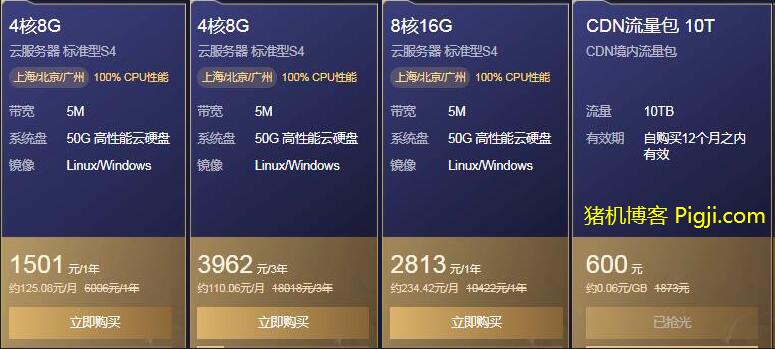 4核8G
云服务器 标准型S4
上海/北京/广州 100% CPU性能
带宽 5M
系统盘 50G 高性能云硬盘
镜像 Linux/Windows
1501 元/1年
约125.08元/月 6006元/1年
立即购买
4核8G
云服务器 标准型S4
上海/北京/广州 100% CPU性能
带宽 5M
系统盘 50G 高性能云硬盘
镜像 Linux/Windows
3962 元/3年
约110.06元/月 18018元/3年
立即购买
8核16G
云服务器 标准型S4
上海/北京/广州 100% CPU性能
带宽 5M
系统盘 50G 高性能云硬盘
镜像 Linux/Windows
2813 元/1年
约234.42元/月 10422元/1年
立即购买
CDN流量包 10T
CDN境内流量包
流量 10TB
有效期 自购买12个月之内
有效
猪机博客 Pigji.com
600 元
约0.06元/GB 1873元
已抢光